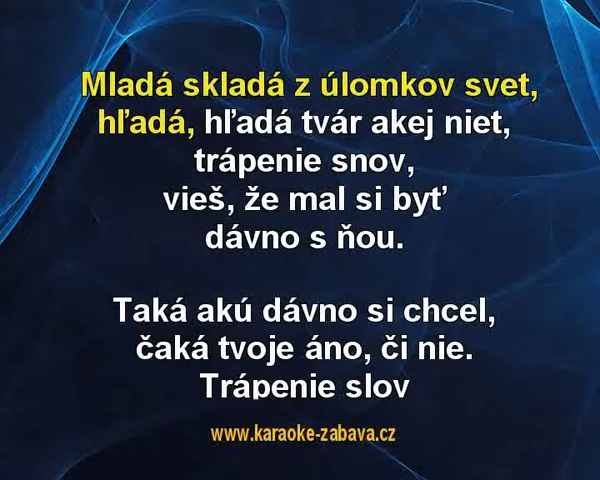 Mladá skladá z úlomkov svet,
hľadá, hľadá tvár akej niet,
trápenie snov,
vieš, že mal si byť
dávno s ňou.
Taká akú dávno si chcel,
čaká tvoje áno, či nie.
Trápenie slov
www.karaoke-zabava.cz